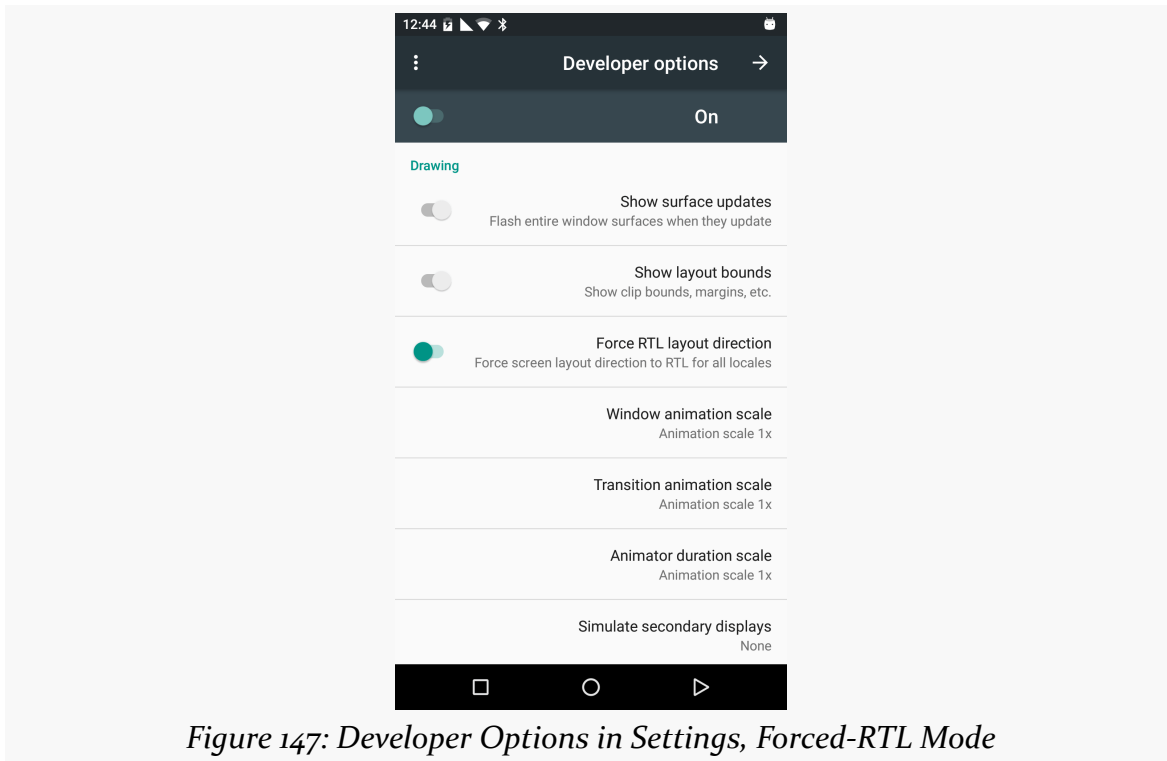 12:44
Developer options
On
Drawing
Show surface updates
Flash entire window surfaces when they update
Show layout bounds
Show clip bounds, margins, etc.
Force RTL layout direction
Force screen layout direction to RTL for all locales
Window animation scale
Animation scale 1x
Transition animation scale
Animation scale 1x
Animator duration scale
Animation scale 1x
Simulate secondary displays
None
Figure 147: Developer Options in Settings, Forced-RTL Mode